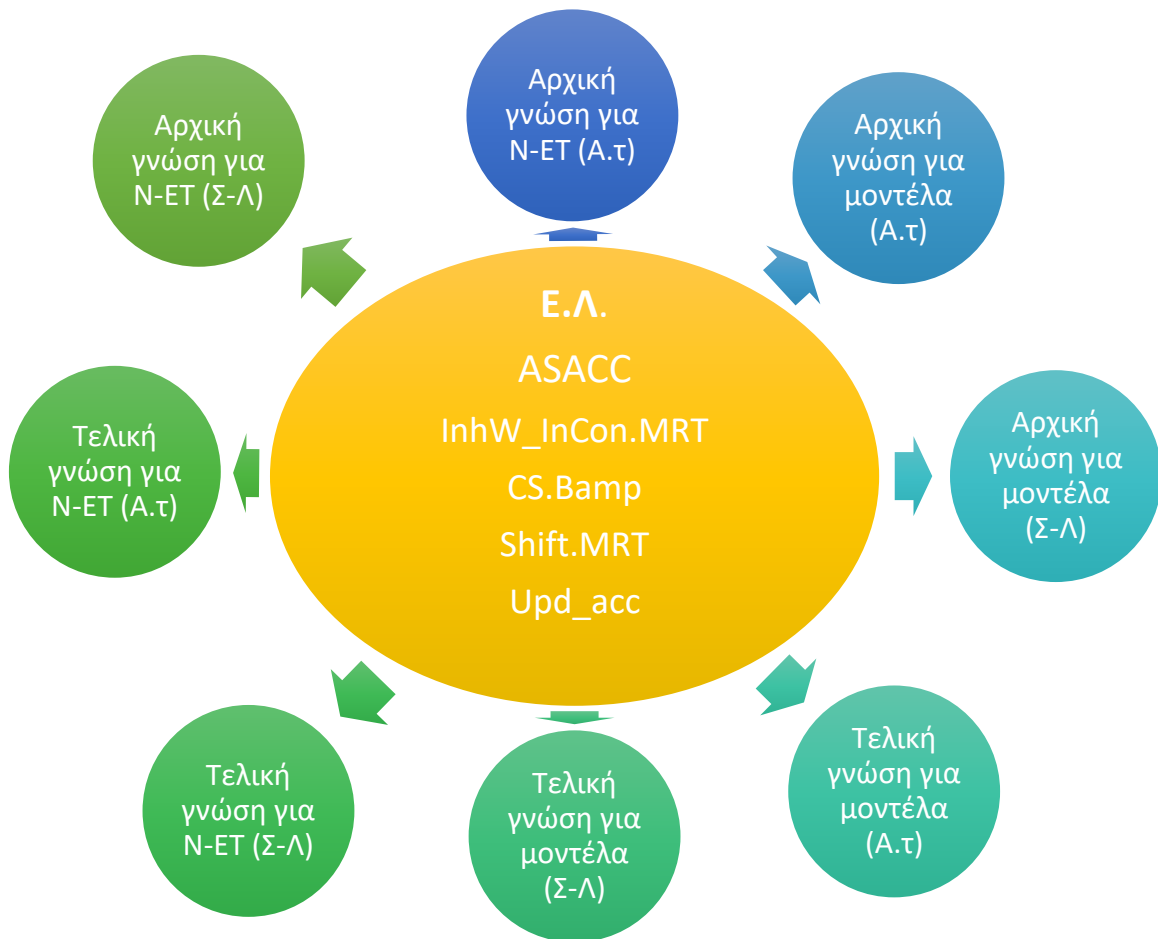 Αρχική
γνώση για
Ν-ΕΤ (Α.τ)
Αρχική
γνώση για
μοντέλα
(Α.τ)
Αρχική
γνώση για
μοντέλα
(Σ-Λ)
Τελική
γνώση για
μοντέλα
(Α.τ)
Τελική
γνώση για
μοντέλα
(Σ-Λ)
Τελική
γνώση για
Ν-ΕΤ (Σ-Λ)
Τελική
γνώση για
Ν-ΕΤ (Α.τ)
Αρχική
γνώση για
Ν-ΕΤ (Σ-Λ)
Ε.Λ.
ASACC
InhW_InCon.MRT
CS.Bamp
Shift.MRT
Upd_acc